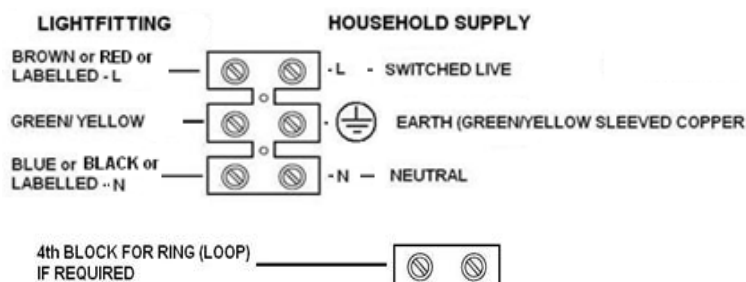 LIGHTFITTING
HOUSEHOLD SUPPLY
BROWN or RED or
LABELLED - L
- L - SWITCHED LIVE
GREEN/YELLOW
- EARTH (GREEN/YELLOW SLEEVED COPPER
BLUE or BLACK or
LABELLED -- N
- N — NEUTRAL
4th BLOCK FOR RING (LOOP)
IF REQUIRED